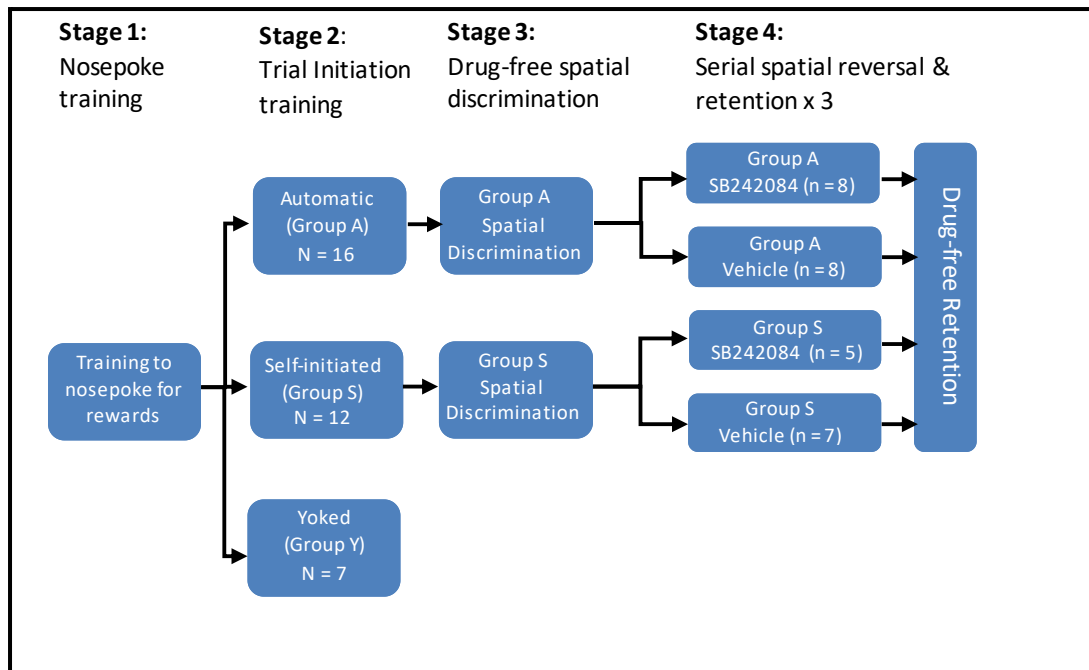 Stage 1:
Nosepoke
training
Stage 2:
Trial Initiation
training
Stage 3:
Drug-free spatial
discrimination
Stage 4:
Serial spatial reversal &
retention x 3
Training to
nosepoke for
rewards
Automatic
(Group A)
N = 16
Self-initiated
(Group S)
N = 12
Yoked
(Group Y)
N = 7
Group A
Spatial
Discrimination
Group S
Spatial
Discrimination
Group A
SB242084 (n = 8)
Group A
Vehicle (n = 8)
Group S
SB242084 (n = 5)
Group S
Vehicle (n = 7)
Drug-free Retention